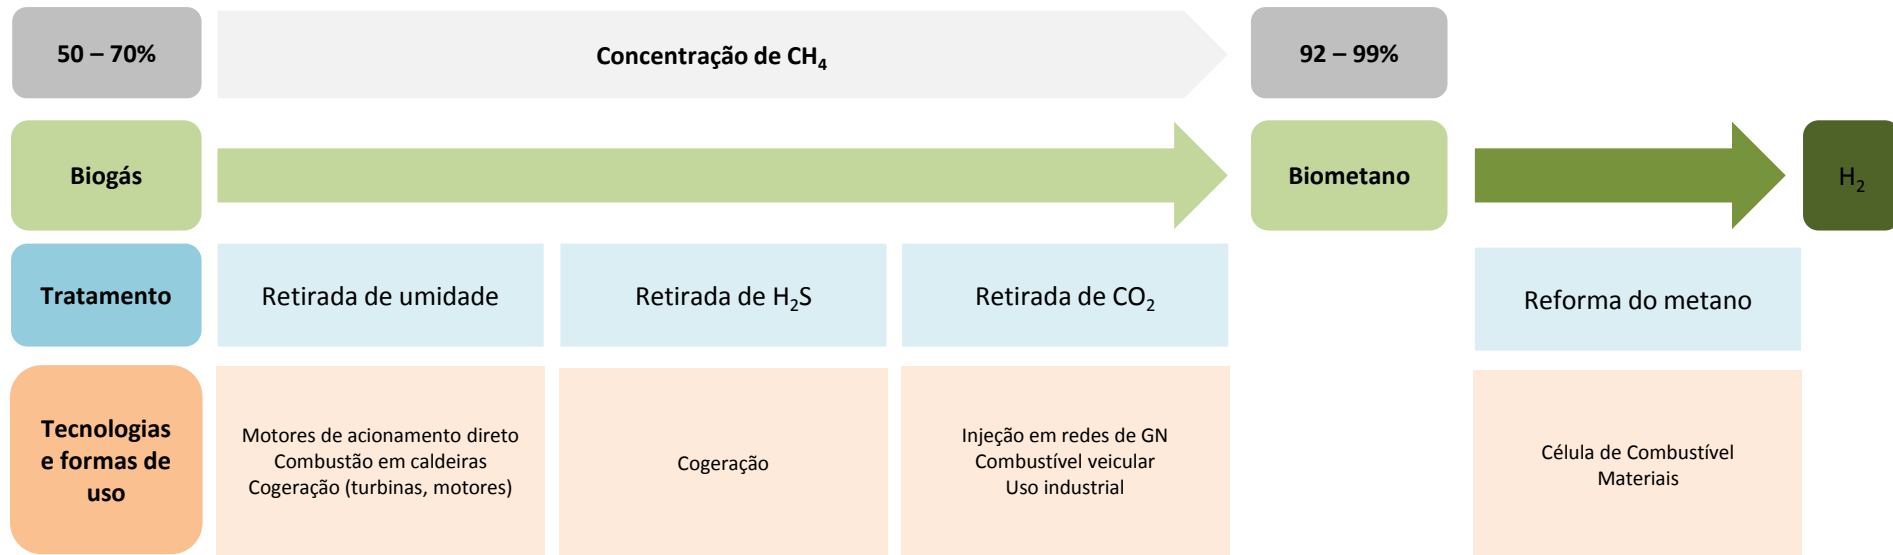 50 – 70%
Concentração de CH₄
92 – 99%
Biogás
Biometano
H₂
Tratamento
Retirada de umidade
Retirada de H₂S
Retirada de CO₂
Reforma do metano
Tecnologias
e formas de
uso
Motores de acionamento direto
Combustão em caldeiras
Cogeração (turbinas, motores)
Cogeração
Injeção em redes de GN
Combustível veicular
Uso industrial
Célula de Combustível
Materiais